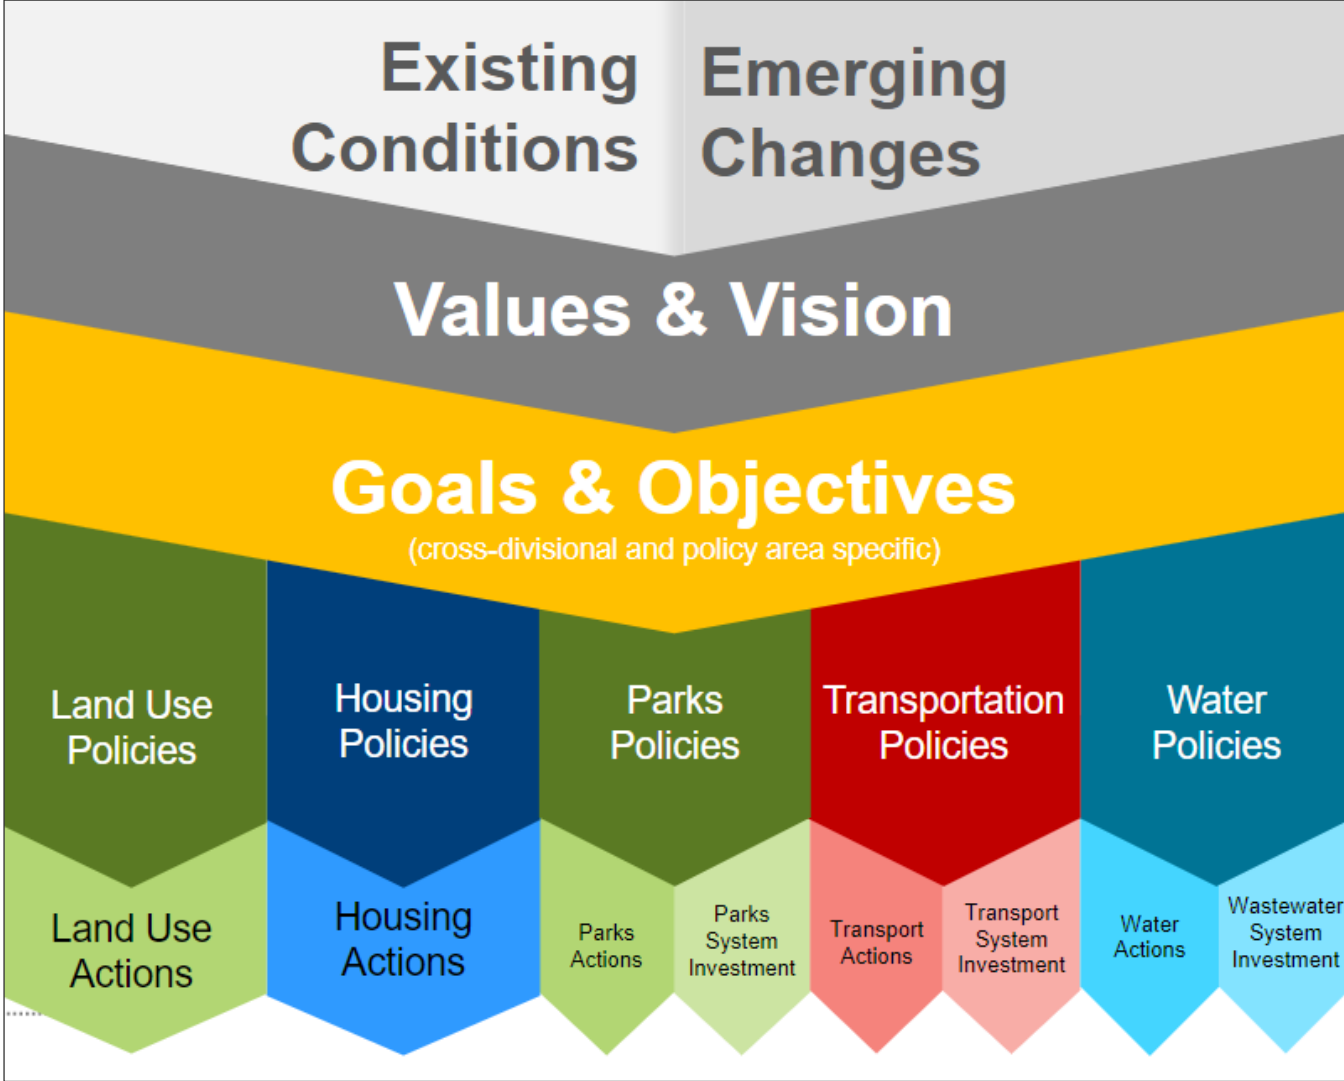 Existing
Conditions
Emerging
Changes
Values & Vision
Goals & Objectives
(cross-divisional and policy area specific)
Land Use
Policies
Housing
Policies
Parks
Policies
Transportation
Policies
Water
Policies
Land Use
Actions
Housing
Actions
Parks
Actions
Parks
System
Investment
Transport
Actions
Transport
System
Investment
Water
Actions
Wastewater
System
Investment